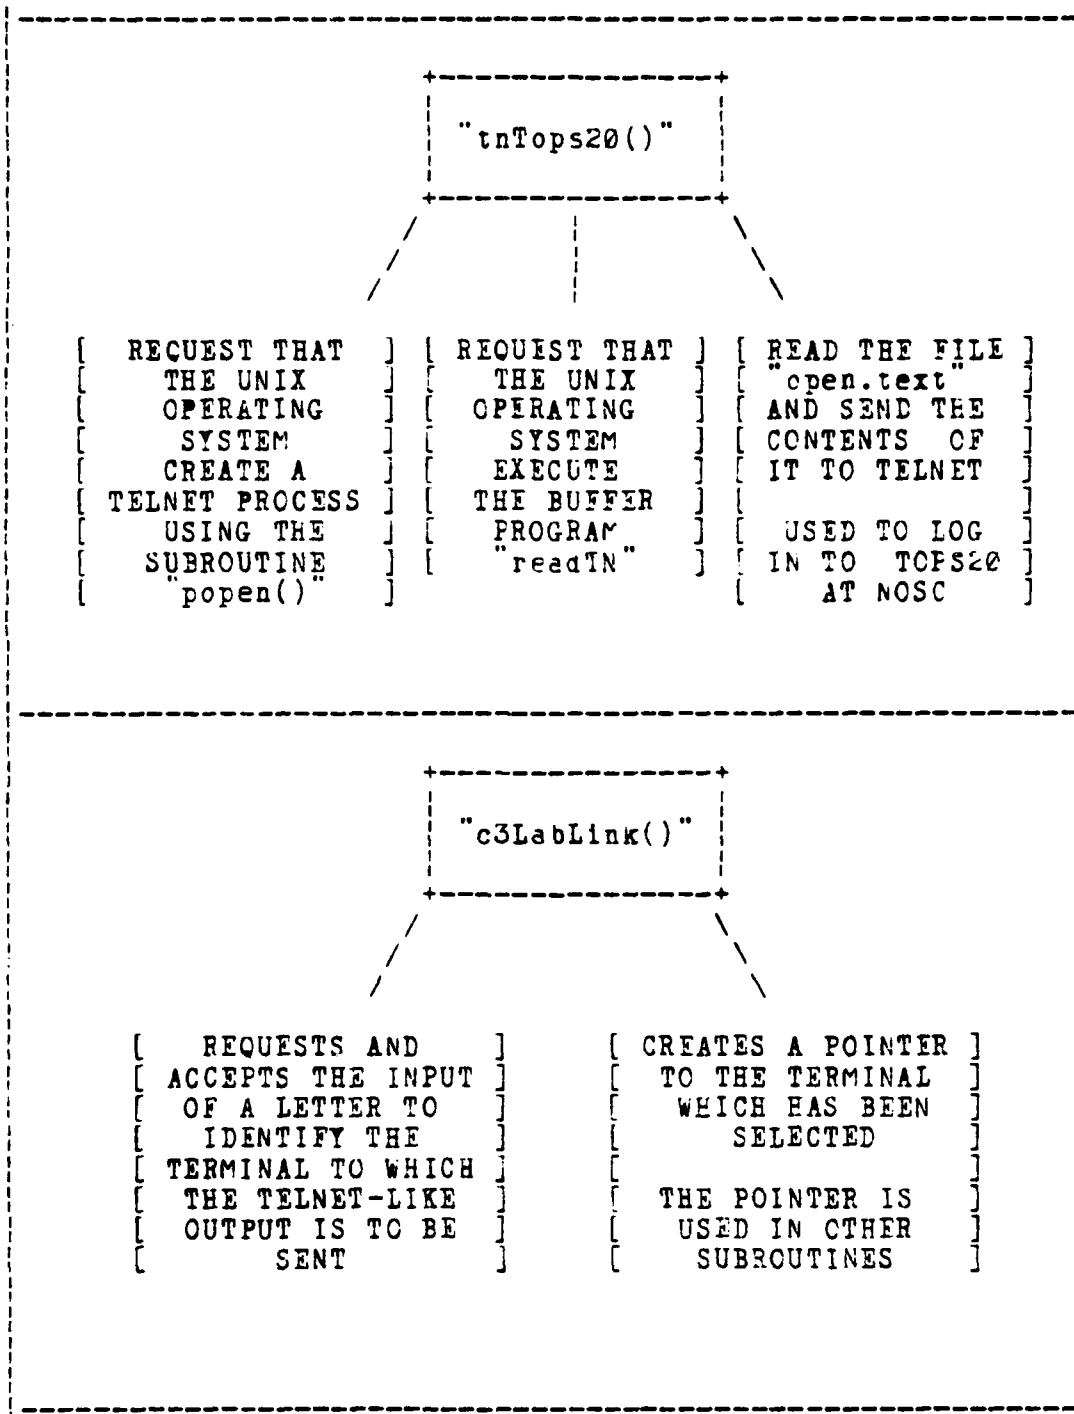 "tnTops20()"
REQUEST THAT
THE UNIX
OPERATING
SYSTEM
CREATE A
TELNET PROCESS
USING THE
SUBROUTINE
"popen()"
REQUEST THAT
THE UNIX
OPERATING
SYSTEM
EXECUTE
THE BUFFER
PROGRAM
"readTN"
READ THE FILE
"open.text"
AND SEND THE
CONTENTS OF
IT TO TELNET
USED TO LOG
IN TO TOPS20
AT NOSC
"c3LabLink()"
REQUESTS AND
ACCEPTS THE INPUT
OF A LETTER TO
IDENTIFY THE
TERMINAL TO WHICH
THE TELNET-LIKE
OUTPUT IS TO BE
SENT
CREATES A POINTER
TO THE TERMINAL
WHICH HAS BEEN
SELECTED
THE POINTER IS
USED IN OTHER
SUBROUTINES